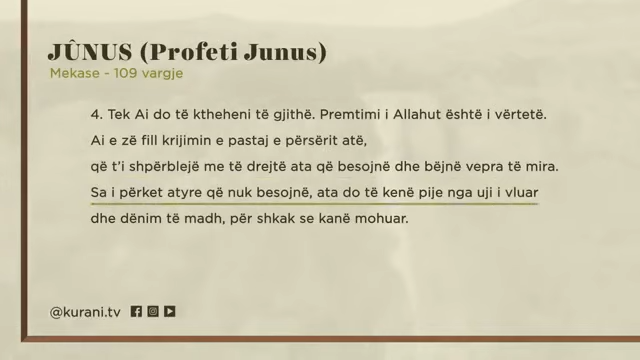 JÛNUS (Profeti Junus)
Mekase - 109 vargje
4. Tek Ai do të ktheheni të gjithë. Premtimi i Allahut është i vërtetë.
Ai e zë fill krijimin e pastaj e përsërit atë,
që t’i shpërblejë me të drejtë ata që besojnë dhe bëjnë vepra të mira.
Sa i përket atyre që nuk besojnë, ata do të kenë pije nga uji i vluar
dhe dënim të madh, për shkak se kanë mohuar.
@kurani.tv